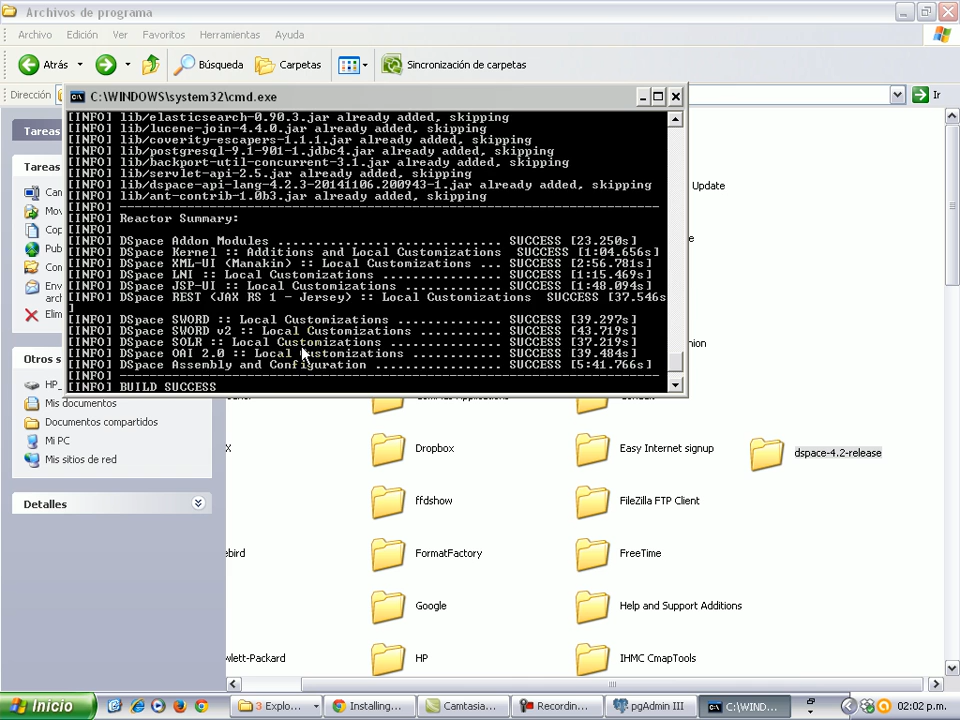 Archivos de programa
Archivo Edición Ver Favoritos Herramientas Ayuda
Atrás Búsqueda Carpetas Sincronización de carpetas
Dirección Ir
C:\WINDOWS\system32\cmd.exe
[INFO] lib/elasticsearch-0.90.3.jar already added, skipping
[INFO] lib/lucene-join-4.4.0.jar already added, skipping
[INFO] lib/coverity-escapers-1.1.1.jar already added, skipping
[INFO] lib/postgresql-9.1-901-1.jdbc4.jar already added, skipping
[INFO] lib/backport-util-concurrent-3.1.jar already added, skipping
[INFO] lib/servlet-api-2.5.jar already added, skipping
[INFO] lib/dspace-api-lang-4.2.3-20141106.200943-1.jar already added, skipping
[INFO] lib/ant-contrib-1.0b3.jar already added, skipping
[INFO] ------------------------------------------------------------------------
[INFO] Reactor Summary:
[INFO]
[INFO] DSpace Addon Modules .............................. SUCCESS [23.250s]
[INFO] DSpace Kernel :: Additions and Local Customizations  SUCCESS [1:04.656s]
[INFO] DSpace XML-UI (Manakin) :: Local Customizations ... SUCCESS [2:56.781s]
[INFO] DSpace LNI :: Local Customizations ................ SUCCESS [1:15.469s]
[INFO] DSpace JSP-UI :: Local Customizations ............. SUCCESS [1:48.094s]
[INFO] DSpace REST (JAX RS 1 - Jersey) :: Local Customizations  SUCCESS [37.546s
]
[INFO] DSpace SWORD :: Local Customizations .............. SUCCESS [39.297s]
[INFO] DSpace SWORD v2 :: Local Customizations ........... SUCCESS [43.719s]
[INFO] DSpace SOLR :: Local Customizations ............... SUCCESS [37.219s]
[INFO] DSpace OAI 2.0 :: Local Customizations ............ SUCCESS [39.484s]
[INFO] DSpace Assembly and Configuration ................. SUCCESS [5:41.766s]
[INFO] ------------------------------------------------------------------------
[INFO] BUILD SUCCESS
Tareas
Tareas
Mov
Cop
Pub
Env
Elim
Otros s
HP_
Mis documentos
Documentos compartidos
Mi PC
Mis sitios de red
Detalles
Update
Dropbox
Easy Internet signup
dspace-4.2-release
ffdshow
FileZilla FTP Client
ebird
FormatFactory
FreeTime
Google
Help and Support Additions
wlett-Packard
HP
IHMC CmapTools
Inicio
3 Explo...
Installing...
Camtasia...
Recordin...
pgAdmin III
C:\WIND...
02:02 p.m.